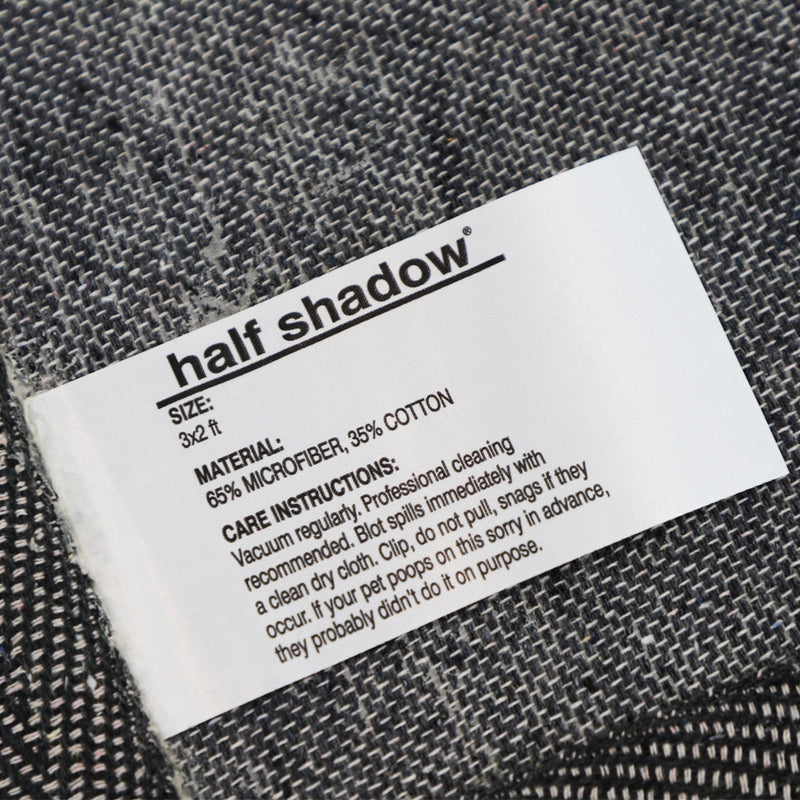 half shadow®
SIZE:
3x2 ft
MATERIAL:
65% MICROFIBER, 35% COTTON
CARE INSTRUCTIONS:
Vacuum regularly. Professional cleaning
recommended. Blot spills immediately with
a clean dry cloth. Clip, do not pull, snags if they
occur. If your pet poops on this sorry in advance,
they probably didn't do it on purpose.